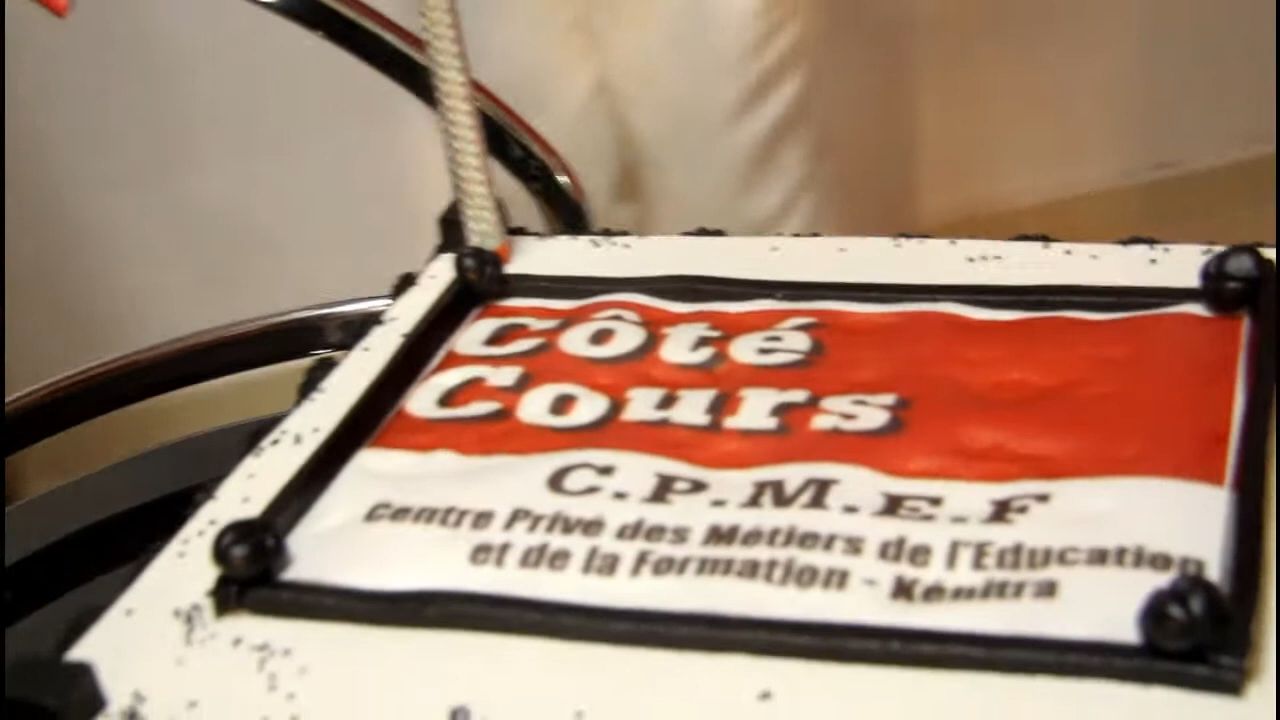 Côté
Cours
C.P.M.E.F
Centre Privé des Métiers de l'Education
et de la Formation - Kénitra